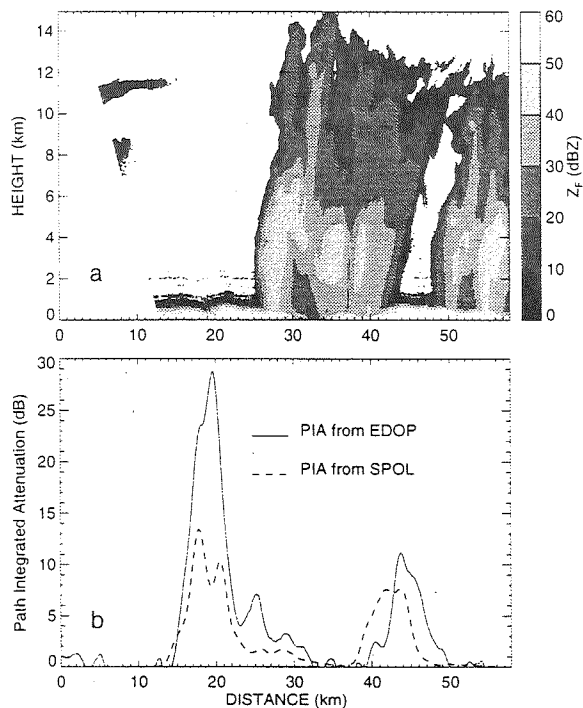 HEIGHT (km)
14
12
10
8
6
4
2
0
a
0 10 20 30 40 50
60
50
40
30
20
10
0
Z_F (dBZ)
Path Integrated Attenuation (dB)
30
25
20
15
10
5
0
PIA from EDOP
PIA from SPOL
b
0 10 20 30 40 50
DISTANCE (km)